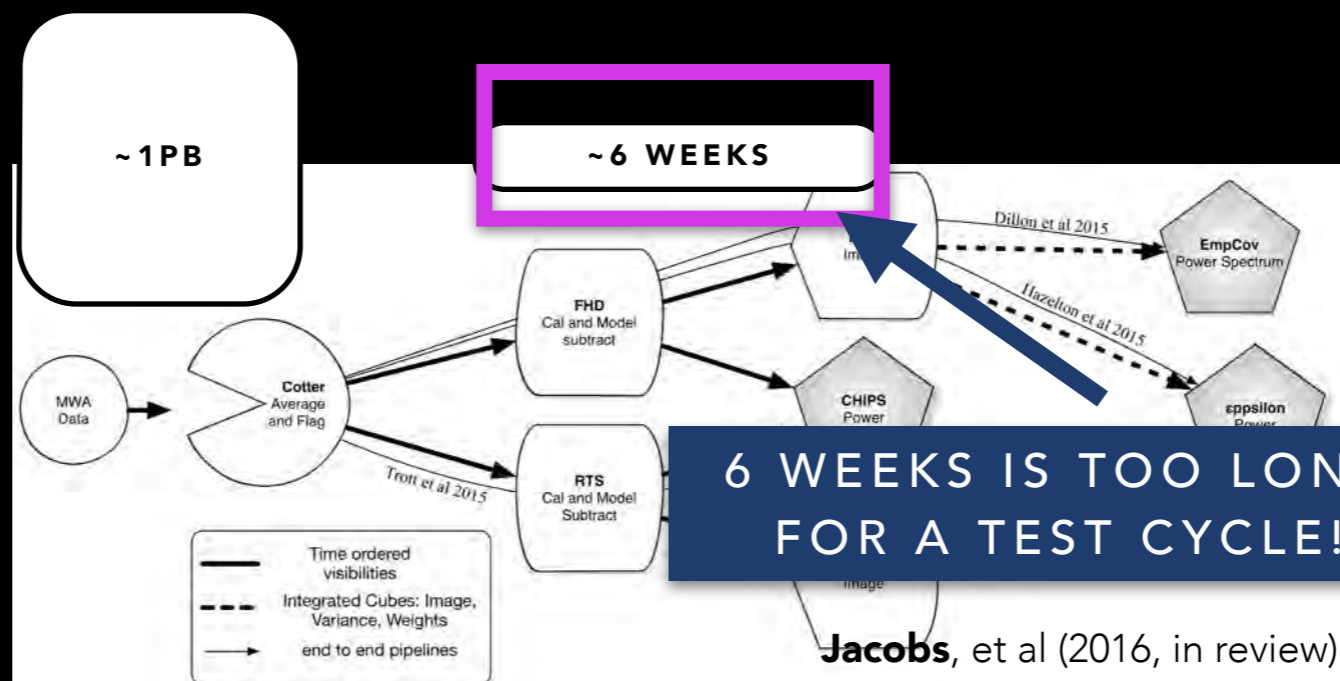 ~1PB
~6 WEEKS
MWA
Data
Cotter
Average
and Flag
FHD
Cal and Model
subtract
Dillon et al 2015
EmpCov
Power Spectrum
Hazelton et al 2015
CHIPS
Power
εppsilon
Power
Trott et al 2015
RTS
Cal and Model
Subtract
6 WEEKS IS TOO LON
FOR A TEST CYCLE!
Image
Time ordered
visibilities
Integrated Cubes: Image,
Variance, Weights
end to end pipelines
Jacobs, et al (2016, in review)